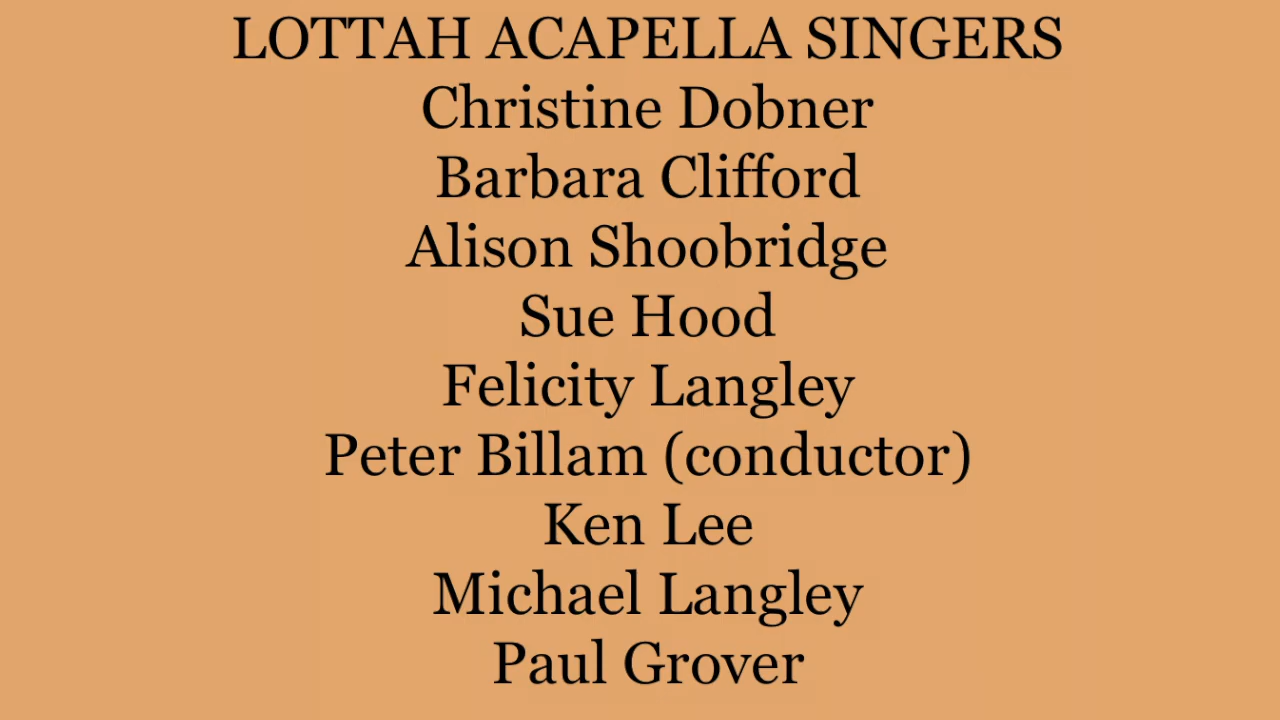 LOTTAH ACAPELLA SINGERS
Christine Dobner
Barbara Clifford
Alison Shoobridge
Sue Hood
Felicity Langley
Peter Billam (conductor)
Ken Lee
Michael Langley
Paul Grover